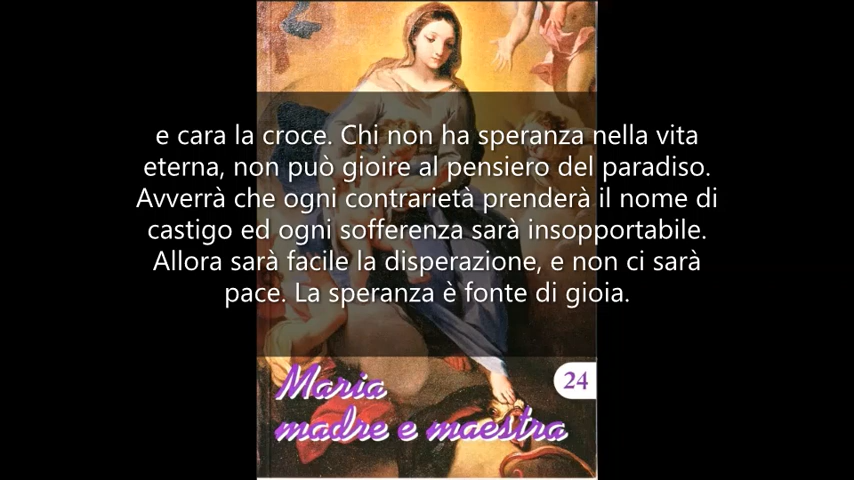 e cara la croce. Chi non ha speranza nella vita
eterna, non può gioire al pensiero del paradiso.
Avverrà che ogni contrarietà prenderà il nome di
castigo ed ogni sofferenza sarà insopportabile.
Allora sarà facile la disperazione, e non ci sarà
pace. La speranza è fonte di gioia.
24
Maria
madre e maestra